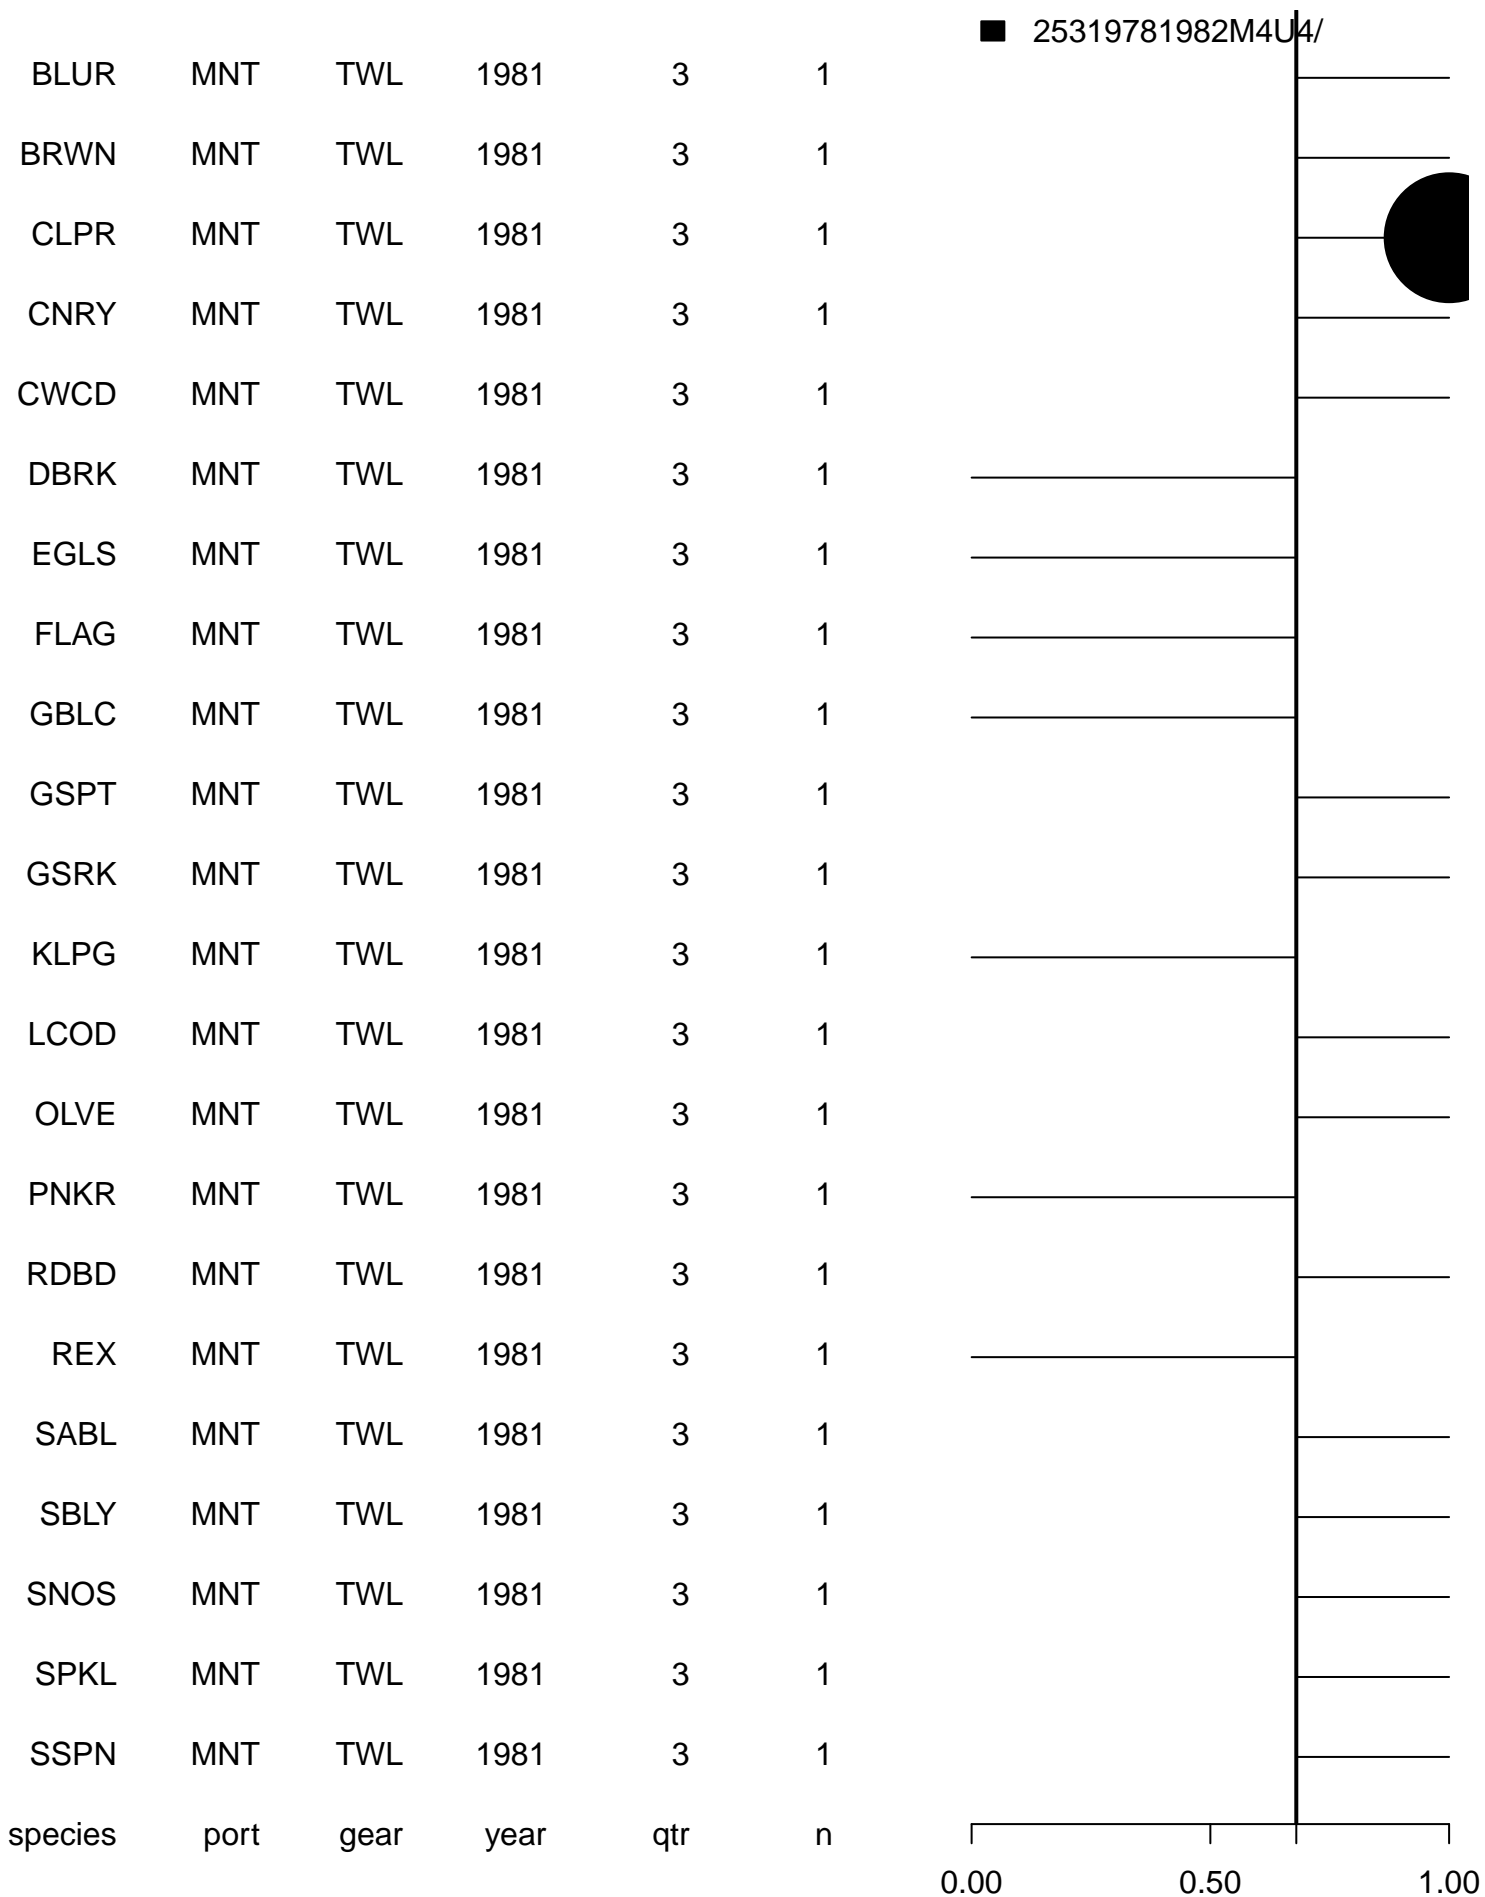 25319781982M4U4/
BLUR MNT TWL 1981 3 1
BRWN MNT TWL 1981 3 1
CLPR MNT TWL 1981 3 1
CNRY MNT TWL 1981 3 1
CWCD MNT TWL 1981 3 1
DBRK MNT TWL 1981 3 1
EGLS MNT TWL 1981 3 1
FLAG MNT TWL 1981 3 1
GBLC MNT TWL 1981 3 1
GSPT MNT TWL 1981 3 1
GSRK MNT TWL 1981 3 1
KLPG MNT TWL 1981 3 1
LCOD MNT TWL 1981 3 1
OLVE MNT TWL 1981 3 1
PNKR MNT TWL 1981 3 1
RDBD MNT TWL 1981 3 1
REX MNT TWL 1981 3 1
SABL MNT TWL 1981 3 1
SBLY MNT TWL 1981 3 1
SNOS MNT TWL 1981 3 1
SPKL MNT TWL 1981 3 1
SSPN MNT TWL 1981 3 1
species port gear year qtr n
0.00 0.50 1.00